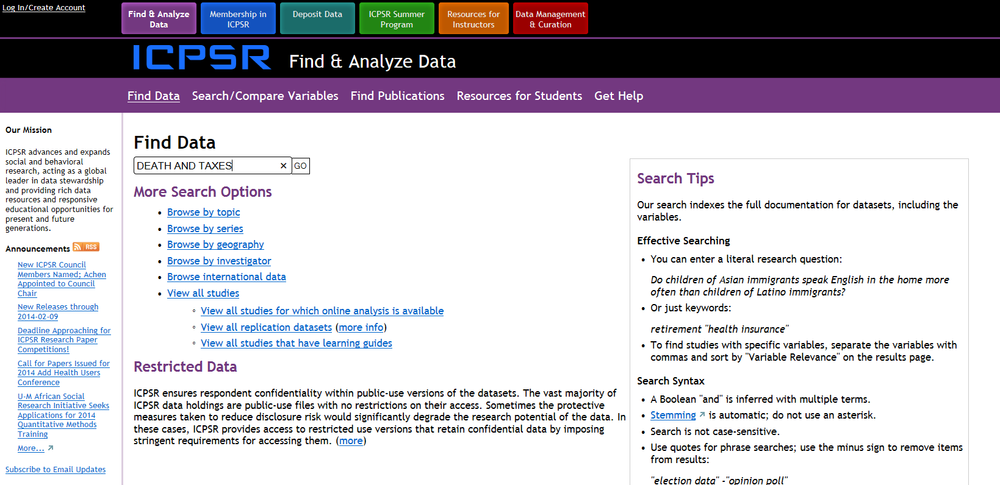 Log In/Create Account
Find & Analyze
Data
Membership in
ICPSR
Deposit Data
ICPSR Summer
Program
Resources for
Instructors
Data Management
& Curation
ICPSR Find & Analyze Data
Find Data Search/Compare Variables Find Publications Resources for Students Get Help
Our Mission
ICPSR advances and expands
social and behavioral
research, acting as a global
leader in data stewardship
and providing rich data
resources and responsive
educational opportunities for
present and future
generations.
Announcements RSS
New ICPSR Council
Members Named; Achen
Appointed to Council
Chair
New Releases through
2014-02-09
Deadline Approaching for
ICPSR Research Paper
Competitions!
Call for Papers Issued for
2014 Add Health Users
Conference
U-M African Social
Research Initiative Seeks
Applications for 2014
Quantitative Methods
Training
More...
Subscribe to Email Updates
Find Data
DEATH AND TAXES × GO
More Search Options
• Browse by topic
• Browse by series
• Browse by geography
• Browse by investigator
• Browse international data
• View all studies
◦ View all studies for which online analysis is available
◦ View all replication datasets (more info)
◦ View all studies that have learning guides
Restricted Data
ICPSR ensures respondent confidentiality within public-use versions of the datasets. The vast majority of
ICPSR data holdings are public-use files with no restrictions on their access. Sometimes the protective
measures taken to reduce disclosure risk would significantly degrade the research potential of the data. In
these cases, ICPSR provides access to restricted use versions that retain confidential data by imposing
stringent requirements for accessing them. (more)
Search Tips
Our search indexes the full documentation for datasets, including the
variables.
Effective Searching
• You can enter a literal research question:
Do children of Asian immigrants speak English in the home more
often than children of Latino immigrants?
• Or just keywords:
retirement "health insurance"
• To find studies with specific variables, separate the variables with
commas and sort by "Variable Relevance" on the results page.
Search Syntax
• A Boolean "and" is inferred with multiple terms.
• Stemming is automatic; do not use an asterisk.
• Search is not case-sensitive.
• Use quotes for phrase searches; use the minus sign to remove items
from results:
"election data" -"opinion poll"